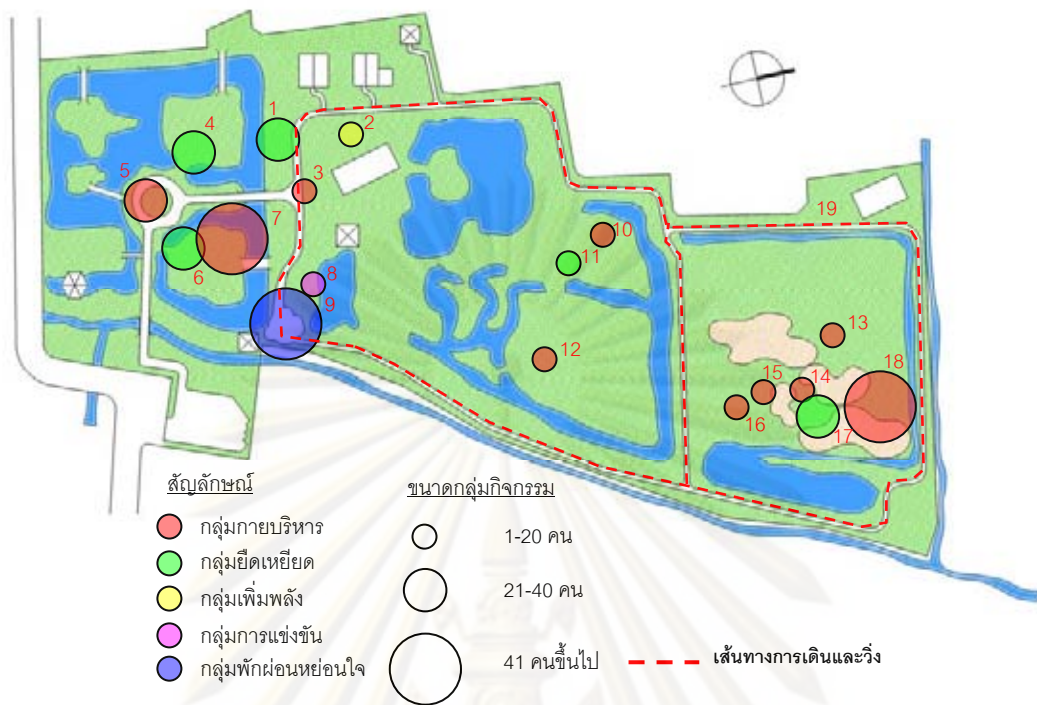 1
2
3
4
5
6
7
8
9
10
11
12
13
14
15
16
17
18
19
สัญลักษณ์
กลุ่มกายบริหาร
กลุ่มยืดเหยียด
กลุ่มเพิ่มพลัง
กลุ่มการแข่งขัน
กลุ่มพักผ่อนหย่อนใจ
ขนาดกลุ่มกิจกรรม
1-20 คน
21-40 คน
41 คนขึ้นไป
เส้นทางการเดินและวิ่ง